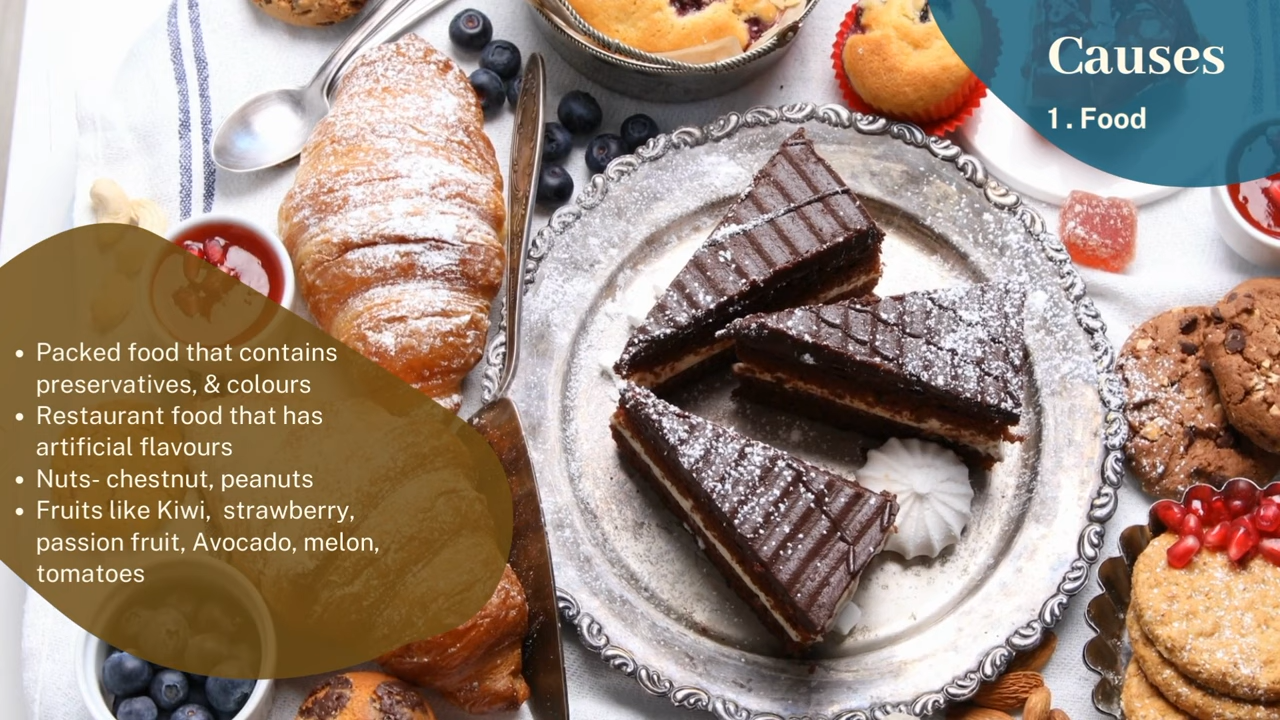 Causes
1. Food
• Packed food that contains
preservatives, & colours
• Restaurant food that has
artificial flavours
• Nuts- chestnut, peanuts
• Fruits like Kiwi,  strawberry,
passion fruit, Avocado, melon,
tomatoes